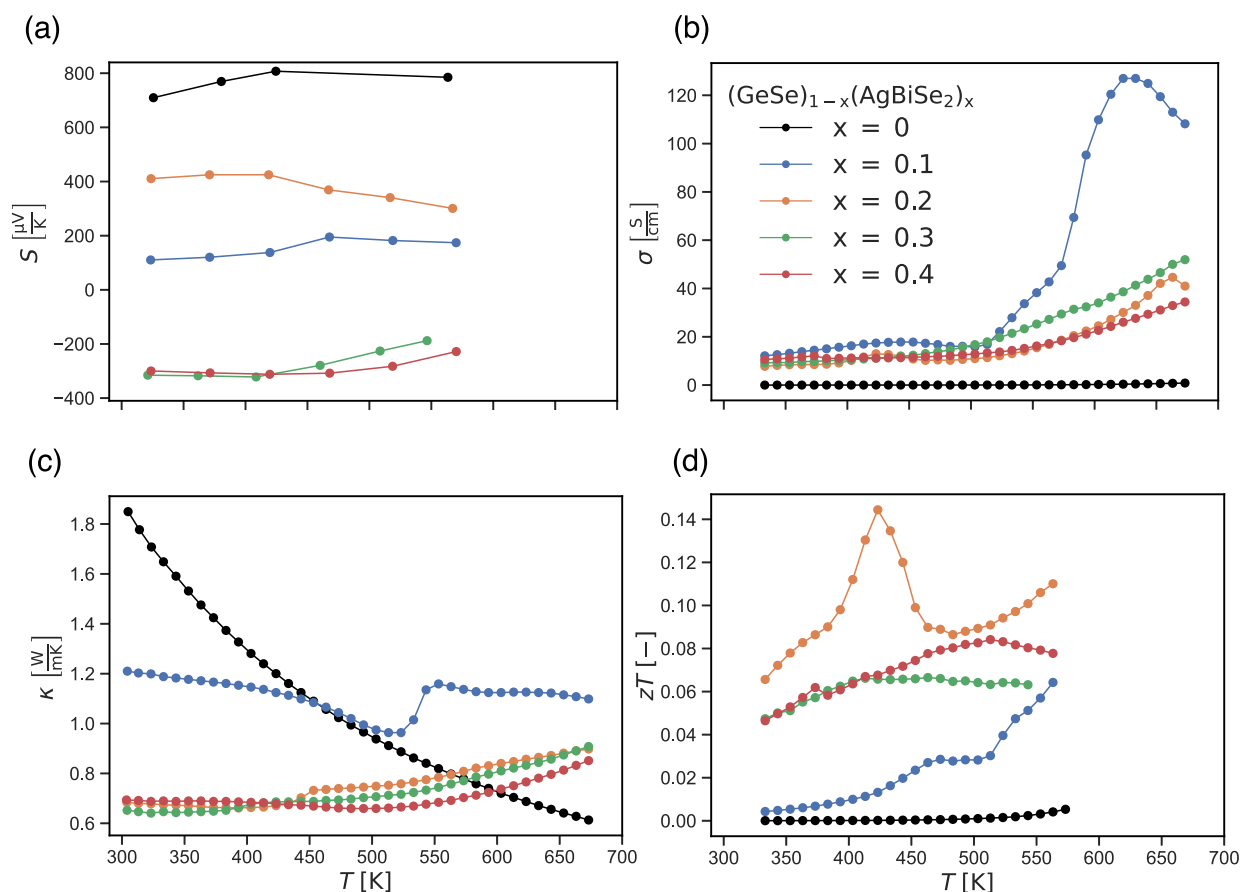 (a)
800
600
400
200
0
−200
−400
S [μV/K]
(b)
120
100
80
60
40
20
0
σ [S/cm]
(GeSe)₁₋ₓ(AgBiSe₂)ₓ
x = 0
x = 0.1
x = 0.2
x = 0.3
x = 0.4
(c)
1.8
1.6
1.4
1.2
1.0
0.8
0.6
κ [W/mK]
300 350 400 450 500 550 600 650 700
T [K]
(d)
0.14
0.12
0.10
0.08
0.06
0.04
0.02
0.00
zT [−]
300 350 400 450 500 550 600 650 700
T [K]